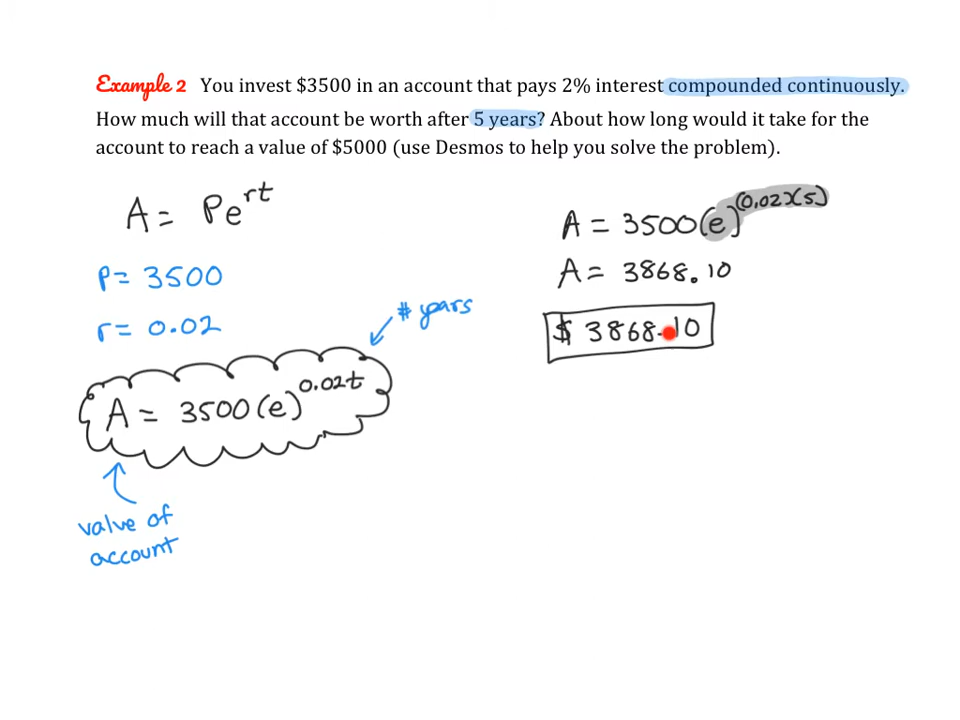 Example 2 You invest $3500 in an account that pays 2% interest compounded continuously.
How much will that account be worth after 5 years? About how long would it take for the
account to reach a value of $5000 (use Desmos to help you solve the problem).
A = Pe^rt
P = 3500
r = 0.02
# years
A = 3500(e)^0.02t
value of
account
A = 3500(e)^(0.02)(5)
A = 3868.10
$ 3868.10